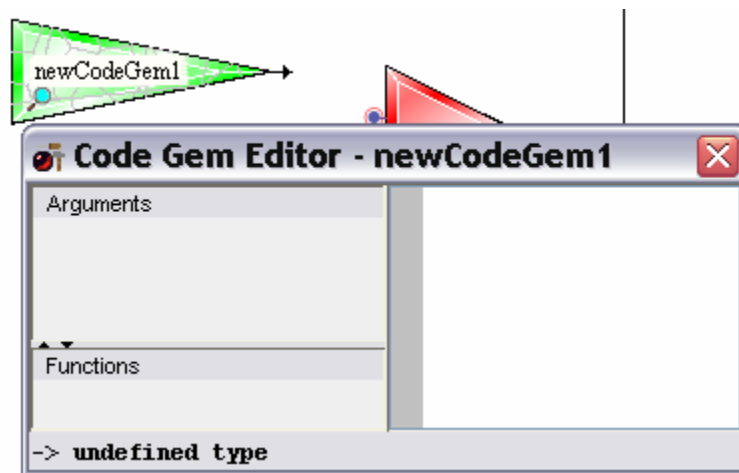 newCodeGem1
Code Gem Editor - newCodeGem1
Arguments
Functions
-> undefined type